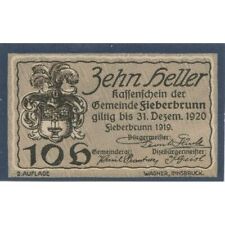 Zehn Heller
Kassenschein der
Gemeinde Fieberbrunn
giltig bis 31. Dezem. 1920
Fieberbrunn 1919.
Bürgermeister
10 h
Gemeinderat
Vizebürgermeister
2. AUFLAGE
WAGNER, INNSBRUCK.